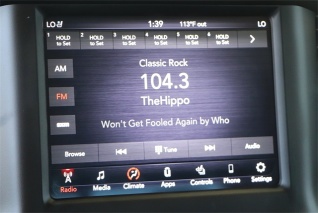 LO 1:39 113°F out LO
1 HOLD to Set 2 HOLD to Set 3 HOLD to Set 4 HOLD to Set 5 HOLD to Set 6 HOLD to Set
AM
Classic Rock
104.3
FM
TheHippo
Won't Get Fooled Again by Who
Browse Tune Audio
Radio Media Climate Apps Controls Phone Settings